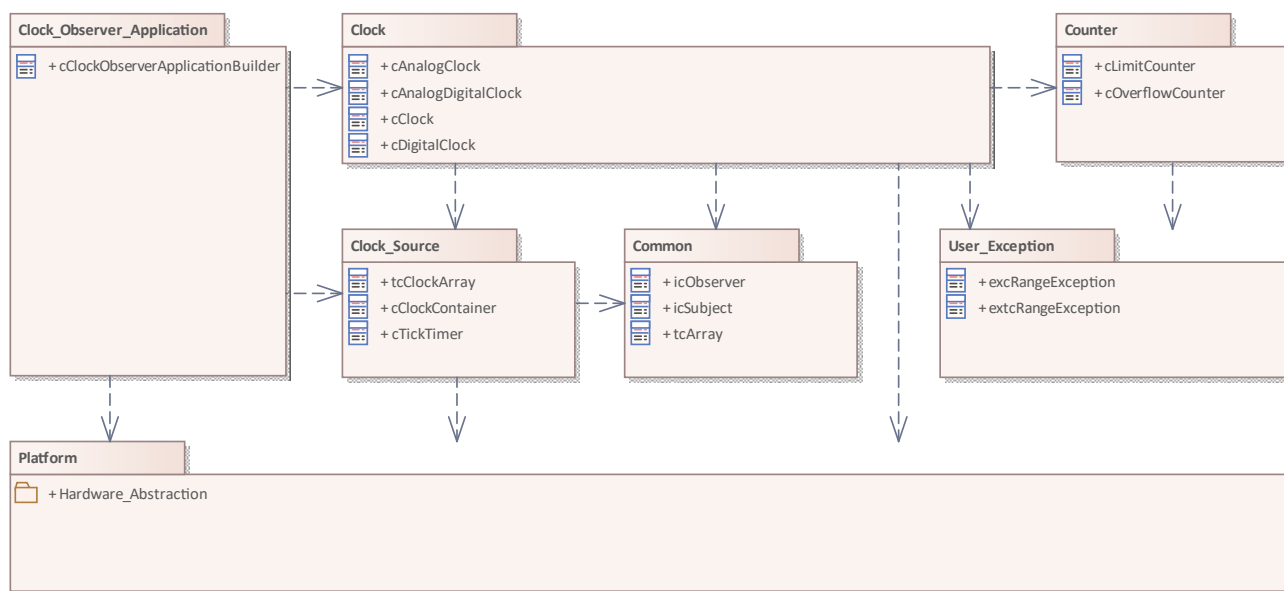 Clock_Observer_Application
+ cClockObserverApplicationBuilder
Clock
+ cAnalogClock
+ cAnalogDigitalClock
+ cClock
+ cDigitalClock
Counter
+ cLimitCounter
+ cOverflowCounter
Clock_Source
+ tcClockArray
+ cClockContainer
+ cTickTimer
Common
+ icObserver
+ icSubject
+ tcArray
User_Exception
+ excRangeException
+ extcRangeException
Platform
+ Hardware_Abstraction